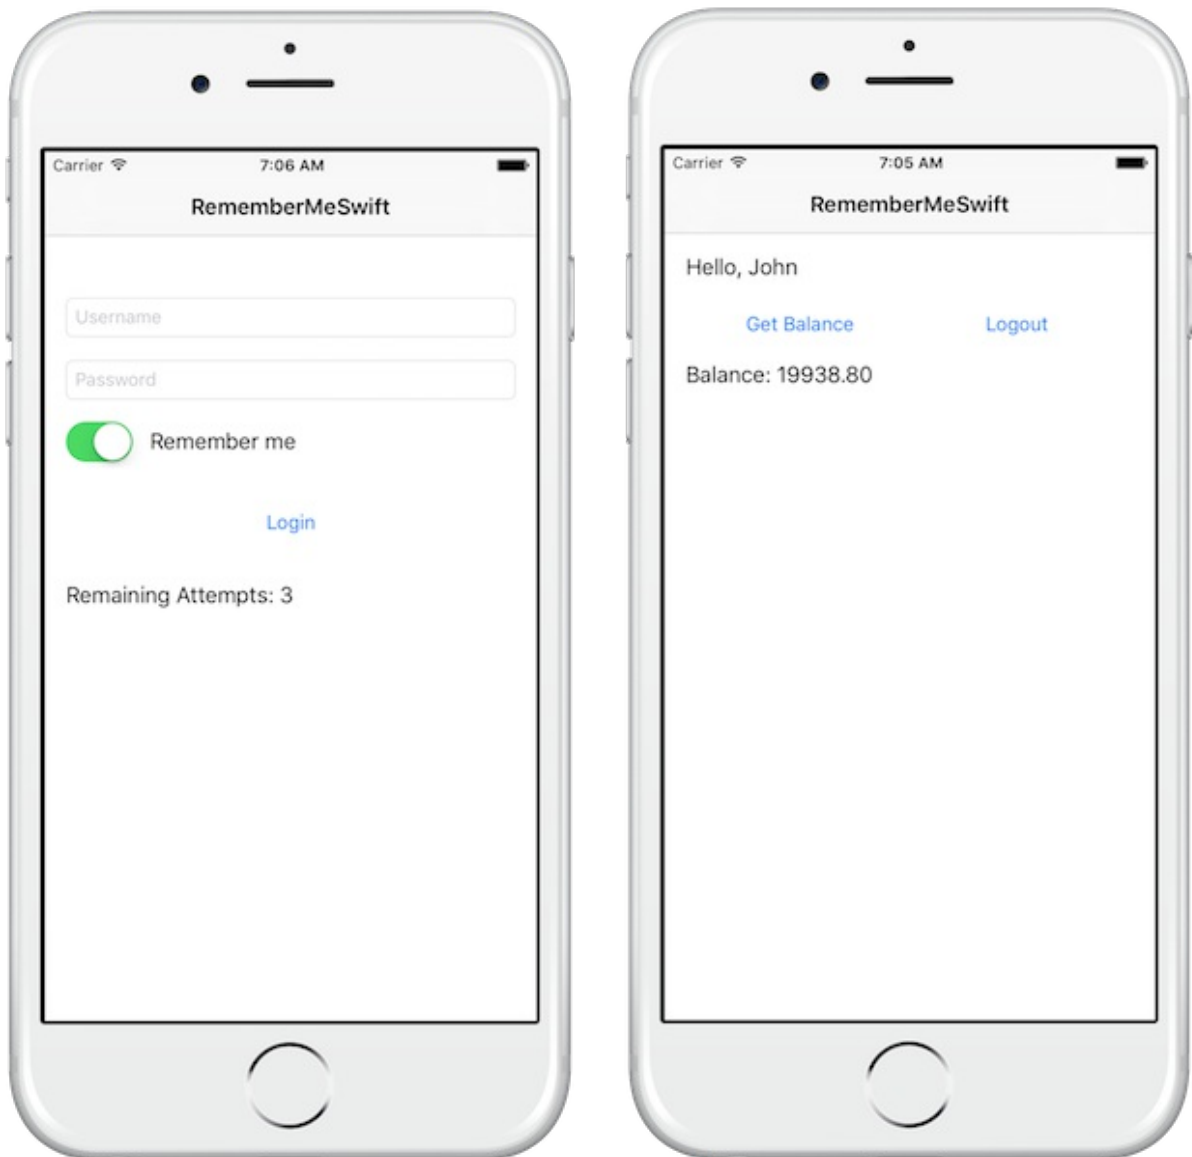 Carrier 7:06 AM
RememberMeSwift
Username
Password
Remember me
Login
Remaining Attempts: 3
Carrier 7:05 AM
RememberMeSwift
Hello, John
Get Balance Logout
Balance: 19938.80